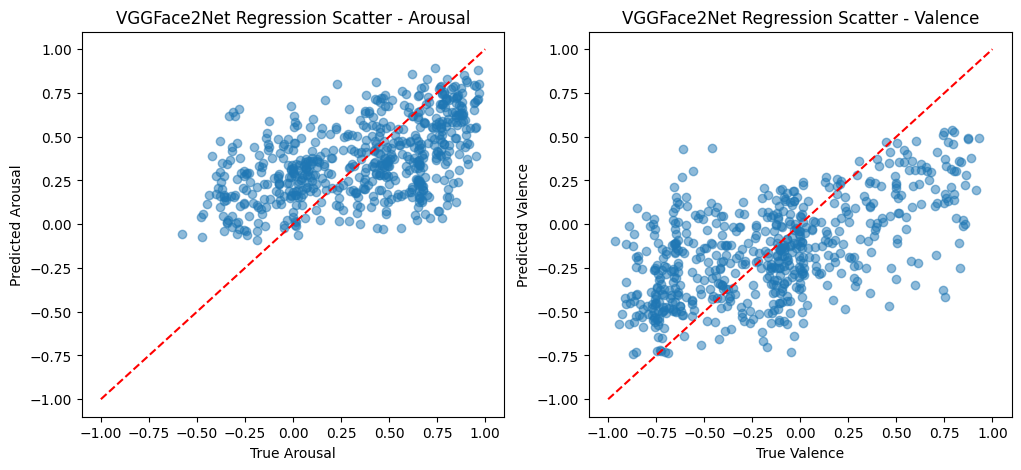 VGGFace2Net Regression Scatter - Arousal
1.00
0.75
0.50
0.25
0.00
−0.25
−0.50
−0.75
−1.00
Predicted Arousal
−1.00 −0.75 −0.50 −0.25 0.00 0.25 0.50 0.75 1.00
True Arousal
VGGFace2Net Regression Scatter - Valence
1.00
0.75
0.50
0.25
0.00
−0.25
−0.50
−0.75
−1.00
Predicted Valence
−1.00 −0.75 −0.50 −0.25 0.00 0.25 0.50 0.75 1.00
True Valence